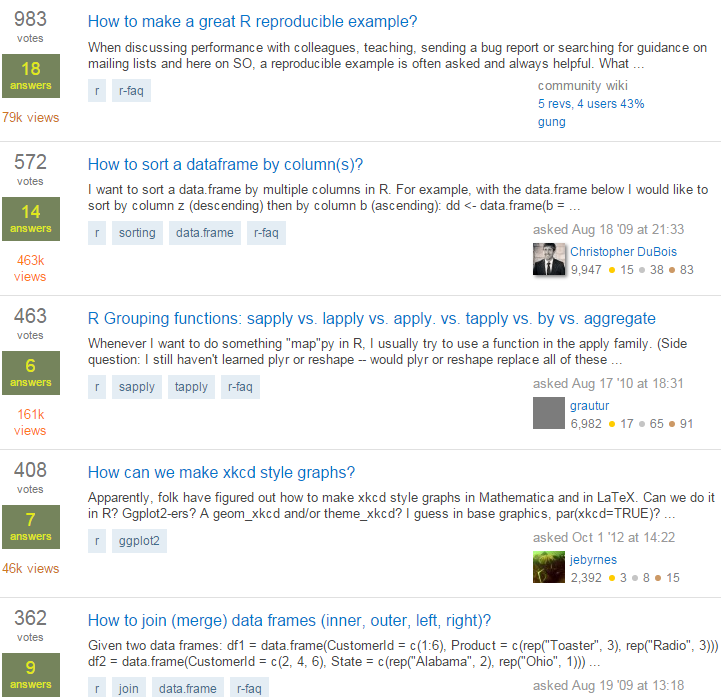 983
votes
18
answers
79k views
How to make a great R reproducible example?
When discussing performance with colleagues, teaching, sending a bug report or searching for guidance on
mailing lists and here on SO, a reproducible example is often asked and always helpful. What ...
r r-faq
community wiki
5 revs, 4 users 43%
gung
572
votes
14
answers
463k
views
How to sort a dataframe by column(s)?
I want to sort a data.frame by multiple columns in R. For example, with the data.frame below I would like to
sort by column z (descending) then by column b (ascending): dd <- data.frame(b = ...
r sorting data.frame r-faq
asked Aug 18 '09 at 21:33
Christopher DuBois
9,947 ● 15 ● 38 ● 83
463
votes
6
answers
161k
views
R Grouping functions: sapply vs. lapply vs. apply. vs. tapply vs. by vs. aggregate
Whenever I want to do something "map"py in R, I usually try to use a function in the apply family. (Side
question: I still haven't learned plyr or reshape -- would plyr or reshape replace all of these ...
r sapply tapply r-faq
asked Aug 17 '10 at 18:31
grautur
6,982 ● 17 ● 65 ● 91
408
votes
7
answers
46k views
How can we make xkcd style graphs?
Apparently, folk have figured out how to make xkcd style graphs in Mathematica and in LaTeX. Can we do it
in R? Ggplot2-ers? A geom_xkcd and/or theme_xkcd? I guess in base graphics, par(xkcd=TRUE)? ...
r ggplot2
asked Oct 1 '12 at 14:22
jebyrnes
2,392 ● 3 ● 8 ● 15
362
votes
9
answers
How to join (merge) data frames (inner, outer, left, right)?
Given two data frames: df1 = data.frame(CustomerId = c(1:6), Product = c(rep("Toaster", 3), rep("Radio", 3)))
df2 = data.frame(CustomerId = c(2, 4, 6), State = c(rep("Alabama", 2), rep("Ohio", 1))) ...
r join data.frame r-faq
asked Aug 19 '09 at 13:18